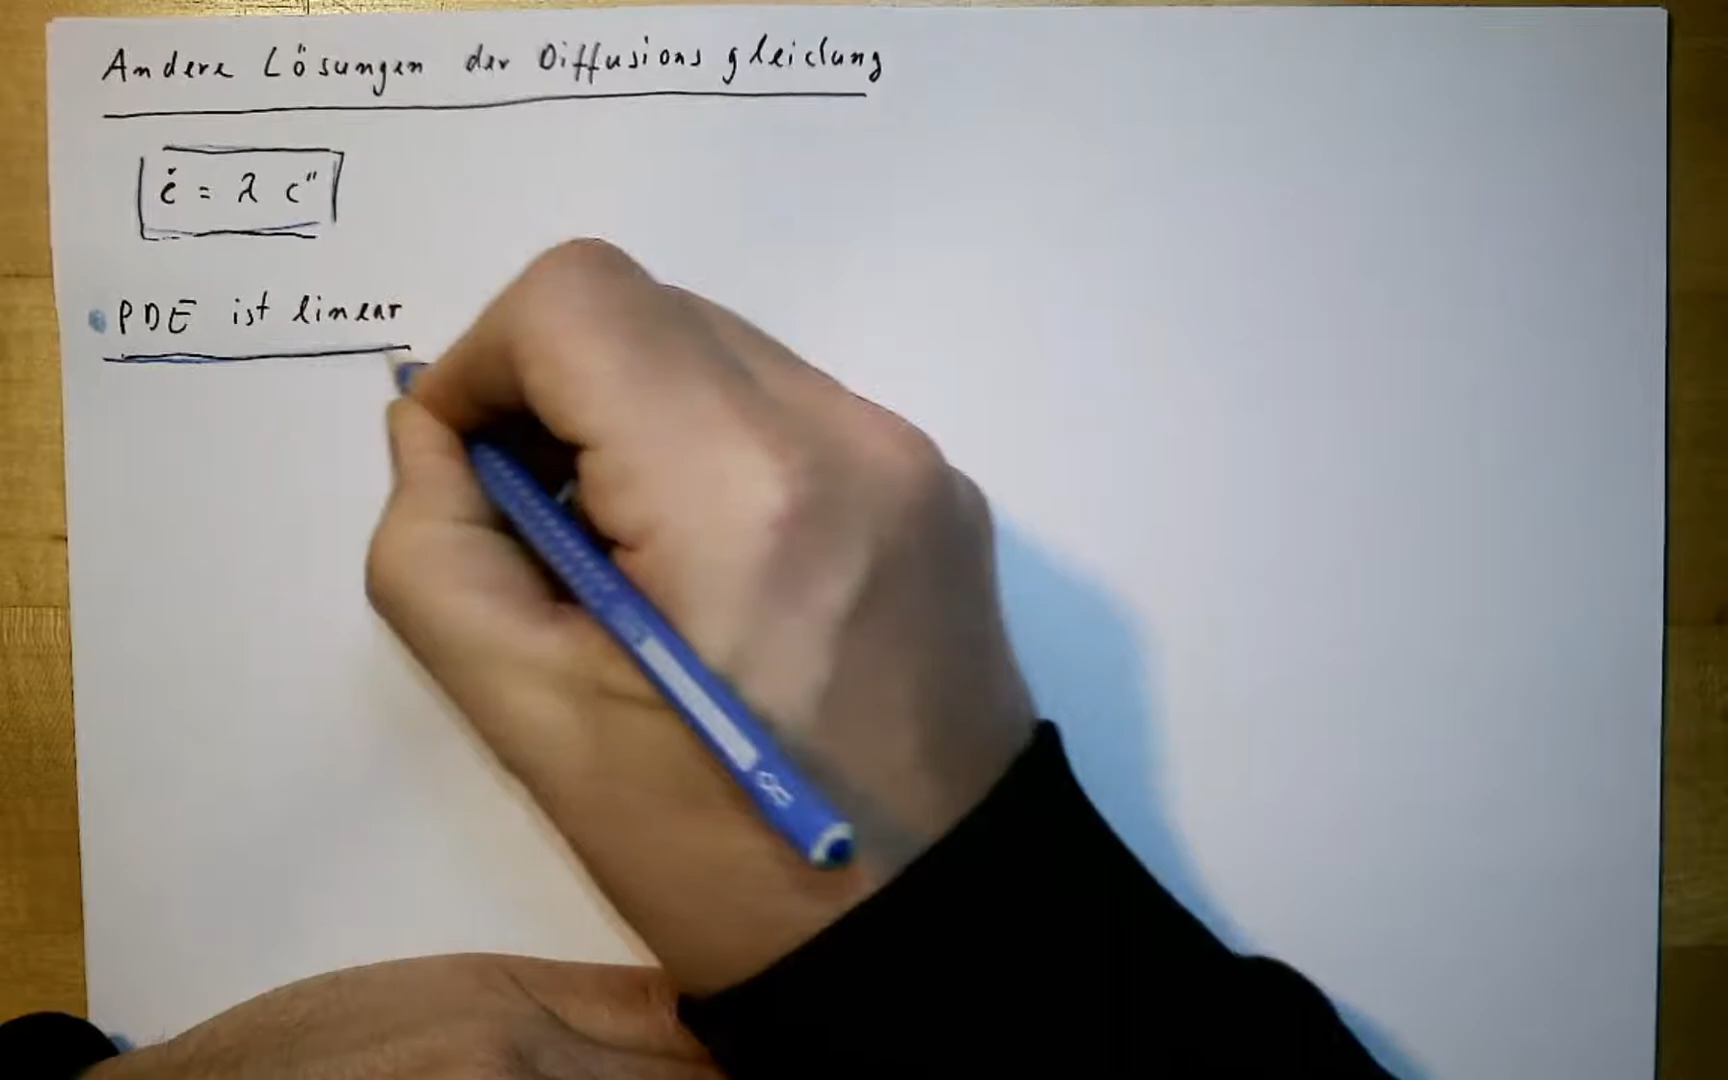 Andere Lösungen der Diffusionsgleichung
ċ = λ c"
PDE ist linear